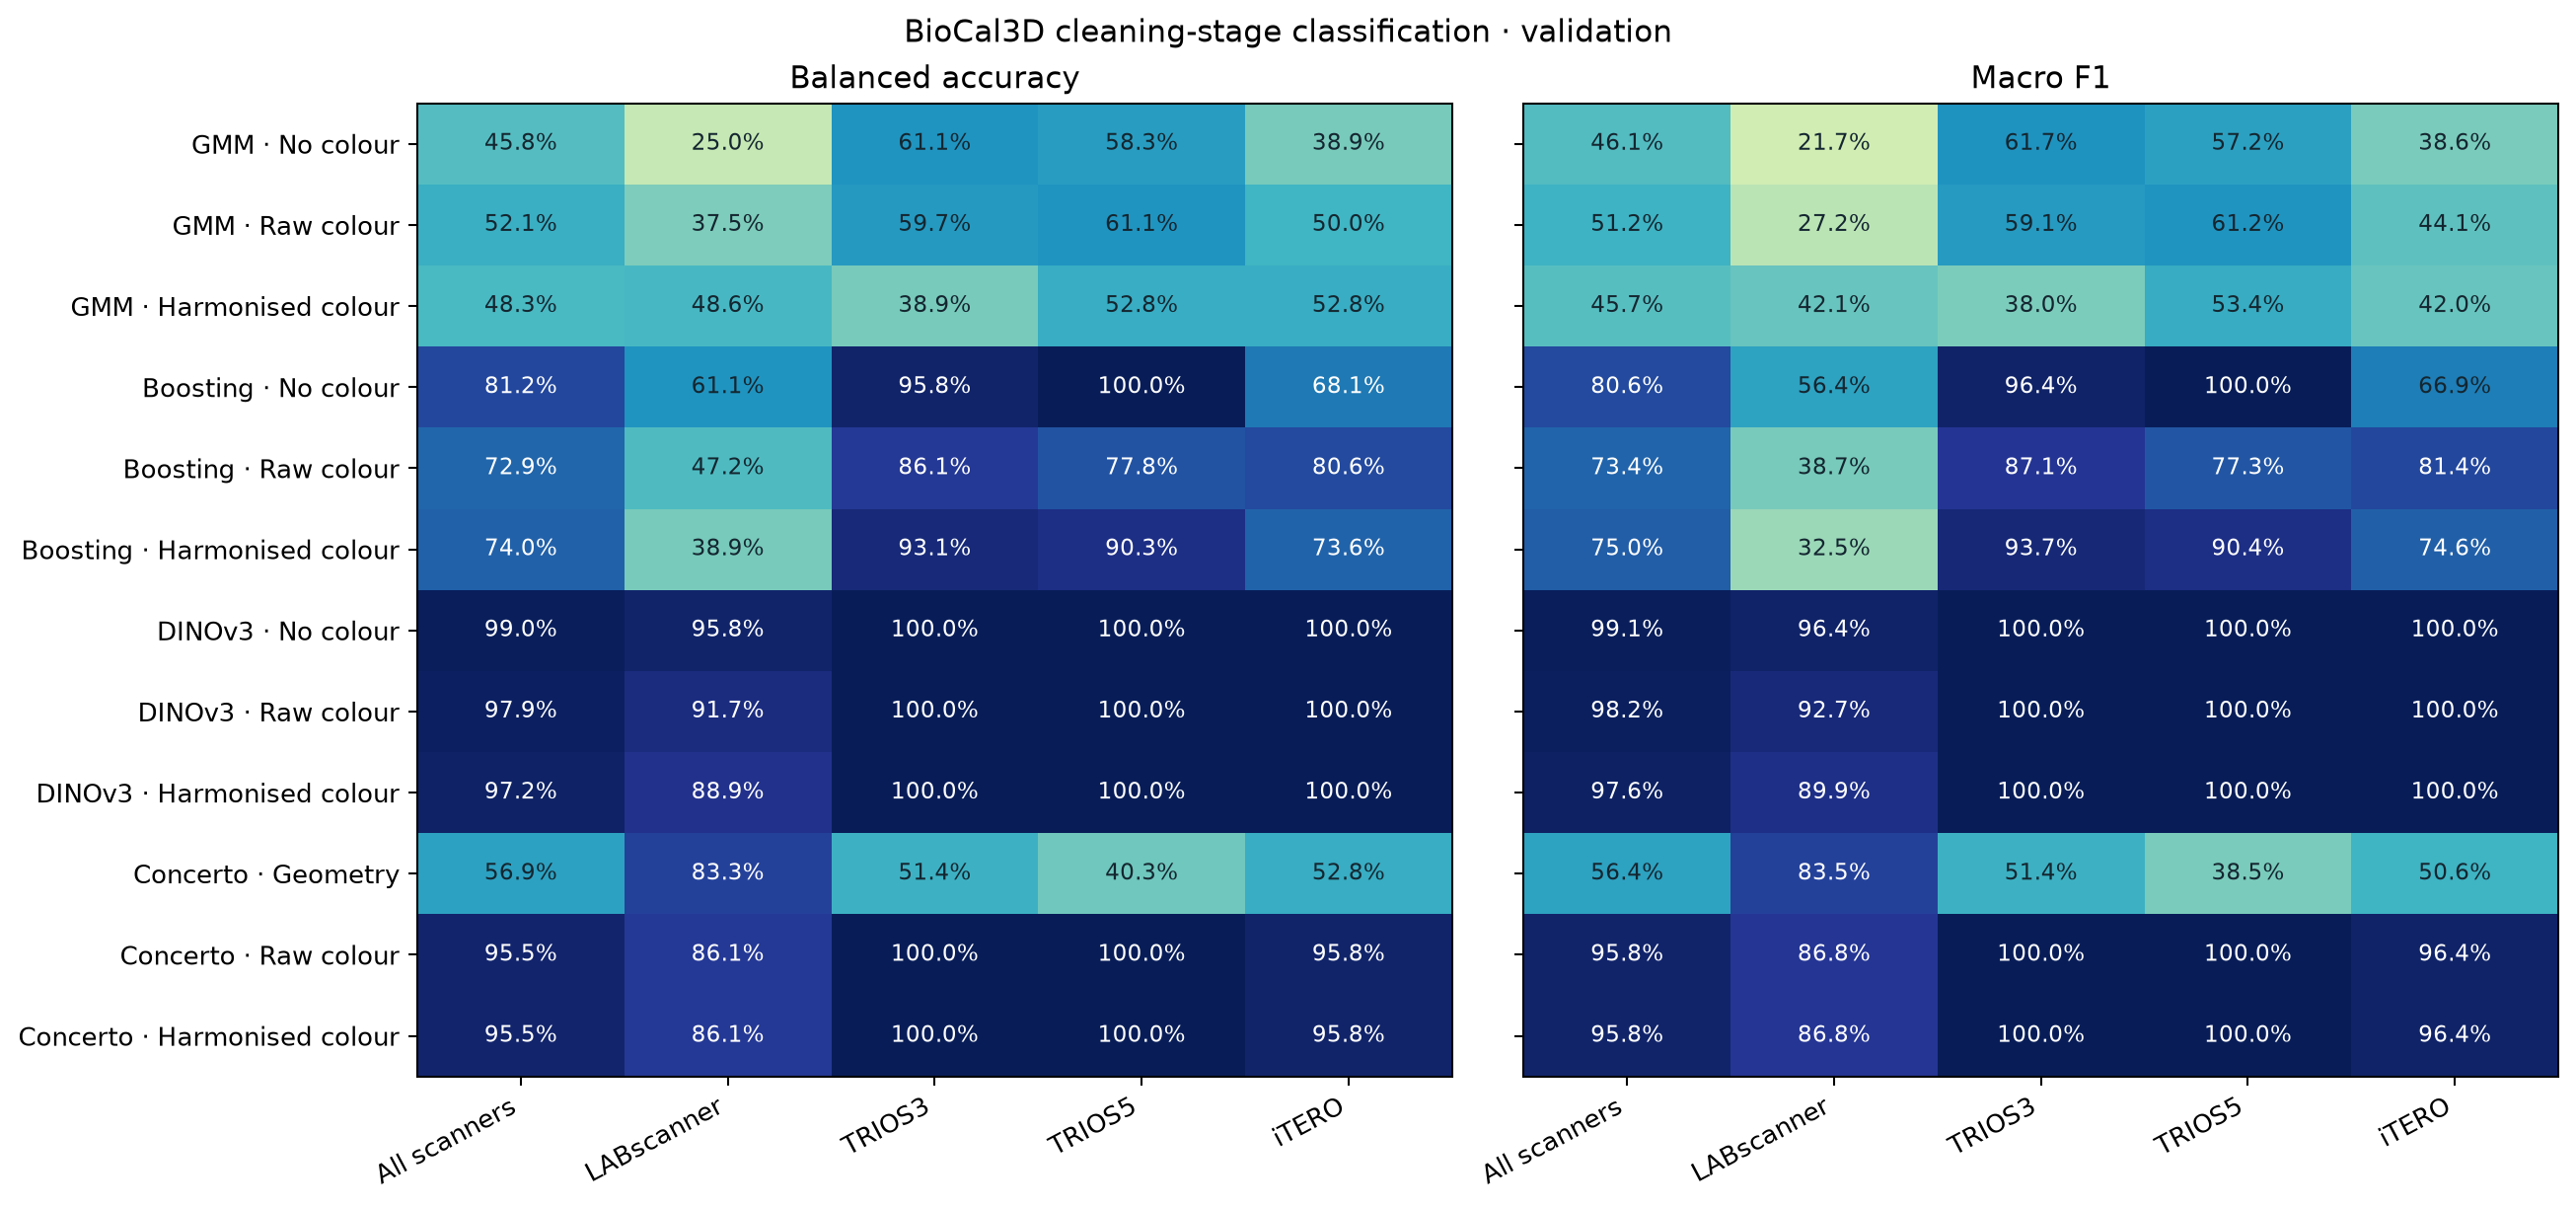 BioCal3D cleaning-stage classification · validation
Balanced accuracy Macro F1
GMM · No colour 45.8% 25.0% 61.1% 58.3% 38.9% 46.1% 21.7% 61.7% 57.2% 38.6%
GMM · Raw colour 52.1% 37.5% 59.7% 61.1% 50.0% 51.2% 27.2% 59.1% 61.2% 44.1%
GMM · Harmonised colour 48.3% 48.6% 38.9% 52.8% 52.8% 45.7% 42.1% 38.0% 53.4% 42.0%
Boosting · No colour 81.2% 61.1% 95.8% 100.0% 68.1% 80.6% 56.4% 96.4% 100.0% 66.9%
Boosting · Raw colour 72.9% 47.2% 86.1% 77.8% 80.6% 73.4% 38.7% 87.1% 77.3% 81.4%
Boosting · Harmonised colour 74.0% 38.9% 93.1% 90.3% 73.6% 75.0% 32.5% 93.7% 90.4% 74.6%
DINOv3 · No colour 99.0% 95.8% 100.0% 100.0% 100.0% 99.1% 96.4% 100.0% 100.0% 100.0%
DINOv3 · Raw colour 97.9% 91.7% 100.0% 100.0% 100.0% 98.2% 92.7% 100.0% 100.0% 100.0%
DINOv3 · Harmonised colour 97.2% 88.9% 100.0% 100.0% 100.0% 97.6% 89.9% 100.0% 100.0% 100.0%
Concerto · Geometry 56.9% 83.3% 51.4% 40.3% 52.8% 56.4% 83.5% 51.4% 38.5% 50.6%
Concerto · Raw colour 95.5% 86.1% 100.0% 100.0% 95.8% 95.8% 86.8% 100.0% 100.0% 96.4%
Concerto · Harmonised colour 95.5% 86.1% 100.0% 100.0% 95.8% 95.8% 86.8% 100.0% 100.0% 96.4%
All scanners LABscanner TRIOS3 TRIOS5 iTERO All scanners LABscanner TRIOS3 TRIOS5 iTERO